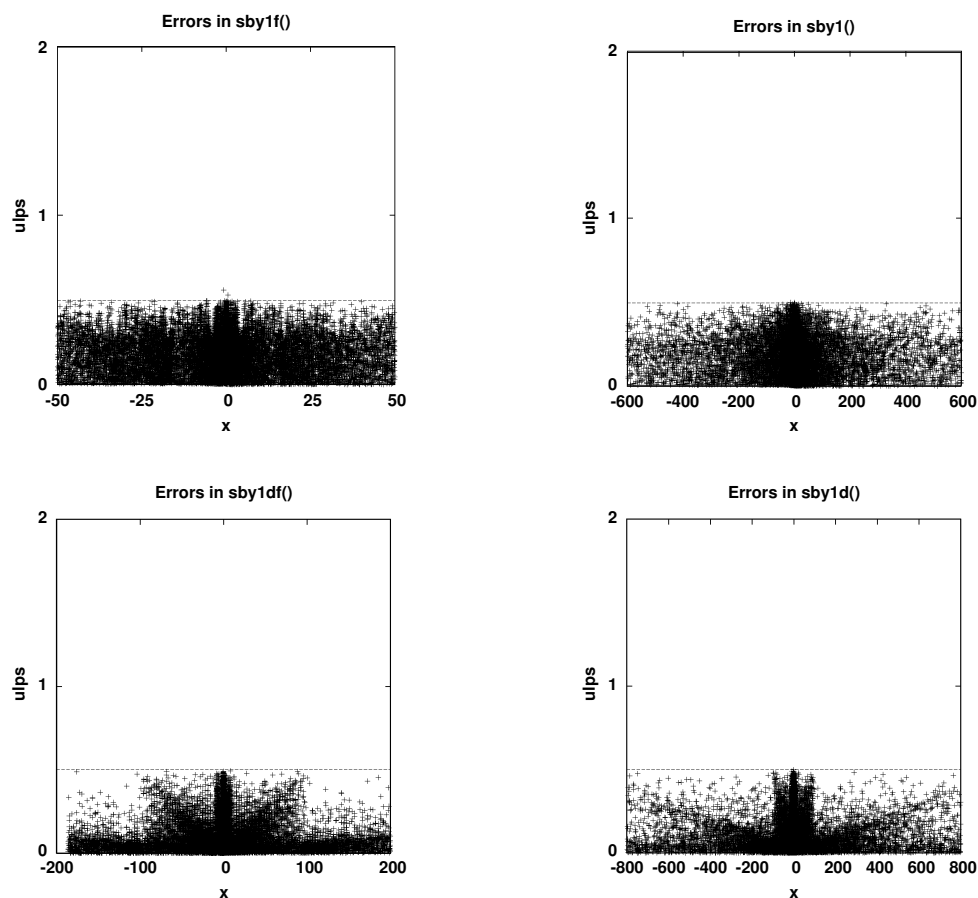 Errors in sby1f()
2
1
0
ulps
-50 -25 0 25 50
x
Errors in sby1()
2
1
0
ulps
-600 -400 -200 0 200 400 600
x
Errors in sby1df()
2
1
0
ulps
-200 -100 0 100 200
x
Errors in sby1d()
2
1
0
ulps
-800 -600 -400 -200 0 200 400 600 800
x